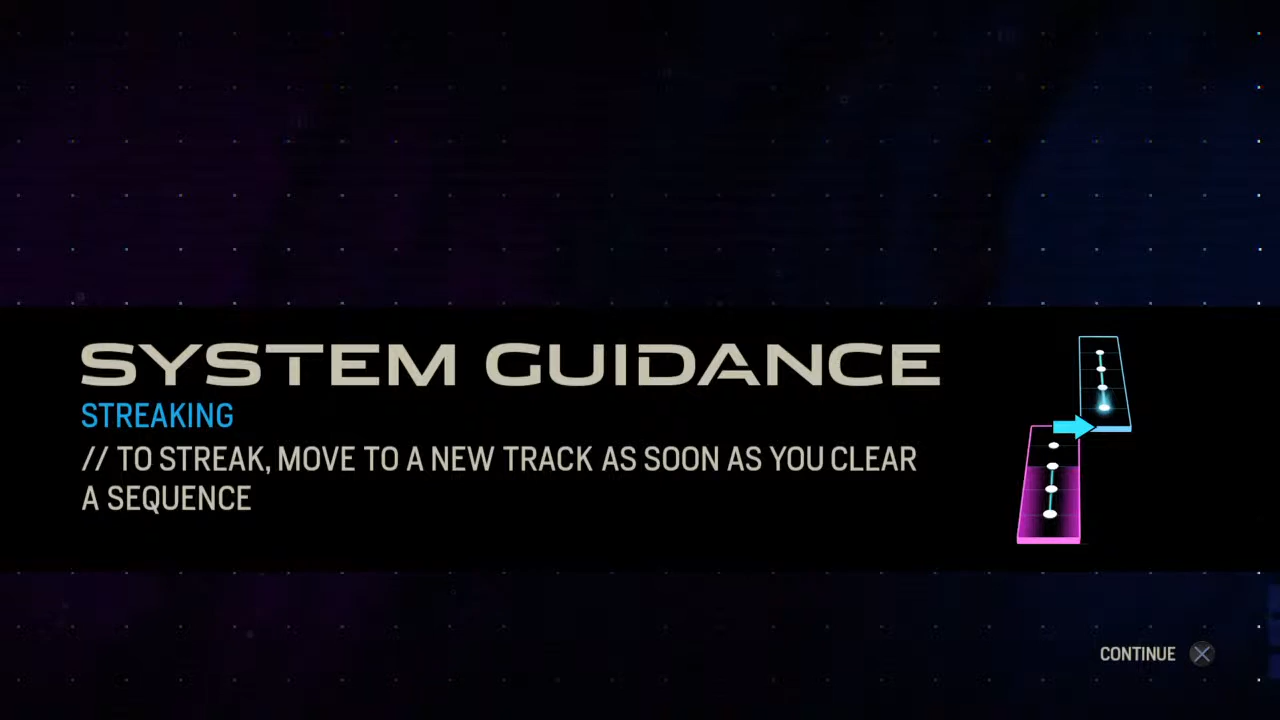 SYSTEM GUIDANCE
STREAKING
// TO STREAK, MOVE TO A NEW TRACK AS SOON AS YOU CLEAR
A SEQUENCE
CONTINUE